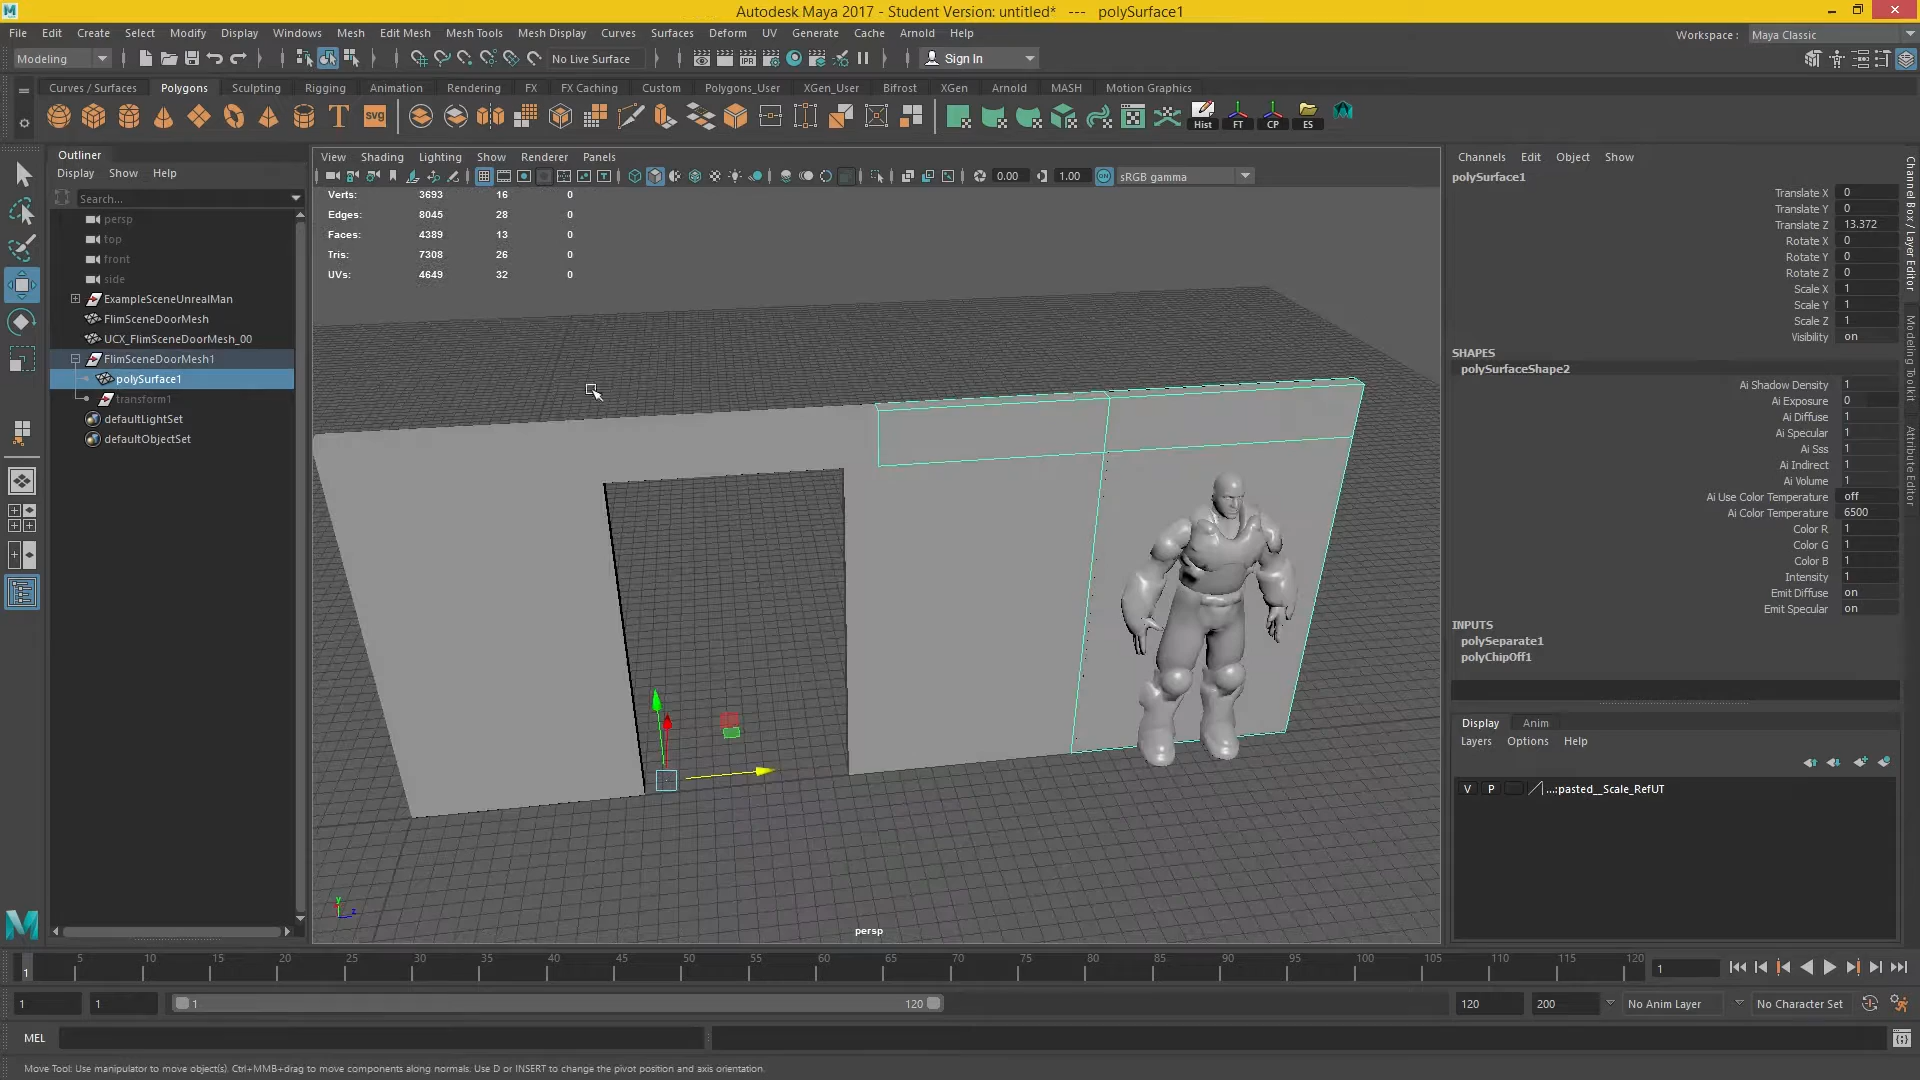 Autodesk Maya 2017 - Student Version: untitled*   ---   polySurface1
File Edit Create Select Modify Display Windows Mesh Edit Mesh Mesh Tools Mesh Display Curves Surfaces Deform UV Generate Cache Arnold Help
Workspace : Maya Classic
Modeling No Live Surface IPR Sign In
Curves / Surfaces Polygons Sculpting Rigging Animation Rendering FX FX Caching Custom Polygons_User XGen_User Bifrost XGen Arnold MASH Motion Graphics
T SVG Hist FT CP ES
Outliner
Display Show Help
Search...
persp
top
front
side
ExampleSceneUnrealMan
FlimSceneDoorMesh
UCX_FlimSceneDoorMesh_00
FlimSceneDoorMesh1
polySurface1
transform1
defaultLightSet
defaultObjectSet
View Shading Lighting Show Renderer Panels
0.00 1.00 ON sRGB gamma
Verts: 3693 16 0
Edges: 8045 28 0
Faces: 4389 13 0
Tris: 7308 26 0
UVs: 4649 32 0
y
z
persp
Channels Edit Object Show
polySurface1
Translate X 0
Translate Y 0
Translate Z 13.372
Rotate X 0
Rotate Y 0
Rotate Z 0
Scale X 1
Scale Y 1
Scale Z 1
Visibility on
SHAPES
polySurfaceShape2
Ai Shadow Density 1
Ai Exposure 0
Ai Diffuse 1
Ai Specular 1
Ai Sss 1
Ai Indirect 1
Ai Volume 1
Ai Use Color Temperature off
Ai Color Temperature 6500
Color R 1
Color G 1
Color B 1
Intensity 1
Emit Diffuse on
Emit Specular on
INPUTS
polySeparate1
polyChipOff1
Display Anim
Layers Options Help
V P ...:pasted__Scale_RefUT
Channel Box / Layer Editor
Modeling Toolkit
Attribute Editor
5 10 15 20 25 30 35 40 45 50 55 60 65 70 75 80 85 90 95 100 105 110 115 120
1 1
1 1 1 120 120 200 No Anim Layer No Character Set
MEL
Move Tool: Use manipulator to move object(s). Ctrl+MMB+drag to move components along normals. Use D or INSERT to change the pivot position and axis orientation.